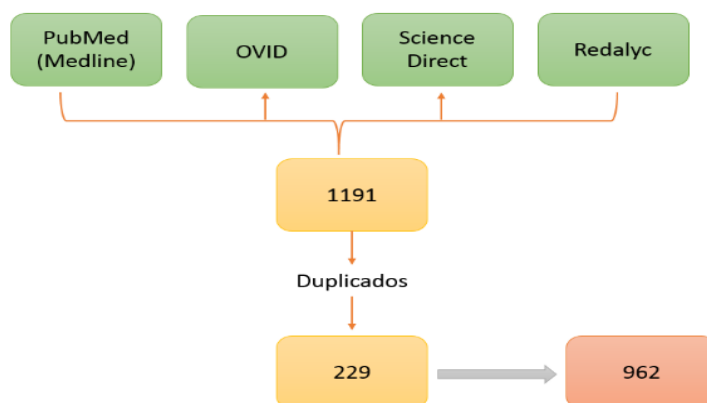 PubMed
(Medline)
OVID
Science
Direct
Redalyc
1191
Duplicados
229
962